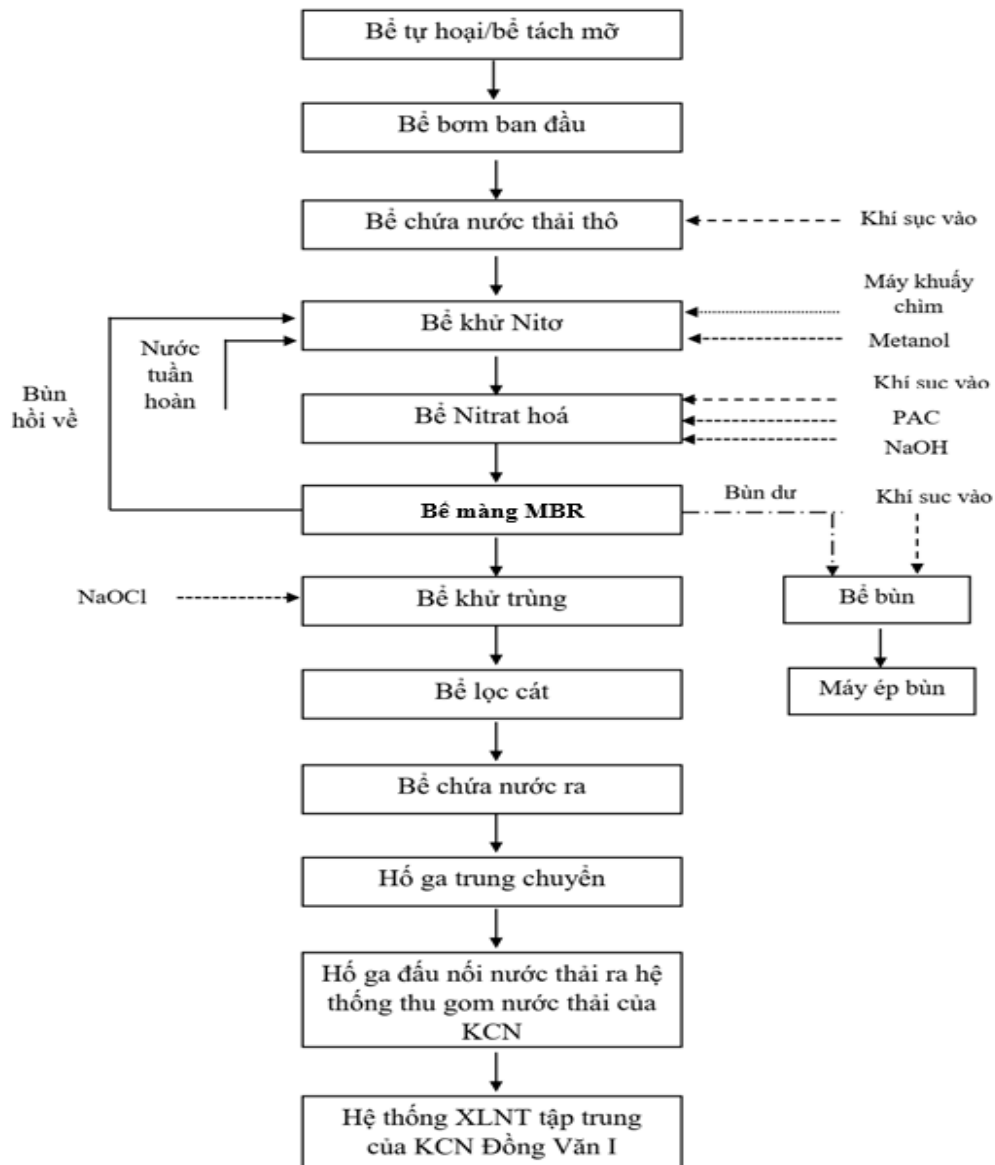 Bể tự hoại/bể tách mỡ
Bể bơm ban đầu
Bể chứa nước thải thô
Khí sục vào
Máy khuấy
chìm
Bể khử Nitơ
Metanol
Nước
tuần
hoàn
Bùn
hồi về
Khí suc vào
Bể Nitrat hoá
PAC
NaOH
Bể màng MBR
Bùn dư
Khí suc vào
NaOCl
Bể khử trùng
Bể bùn
Bể lọc cát
Máy ép bùn
Bể chứa nước ra
Hố ga trung chuyển
Hố ga đấu nối nước thải ra hệ
thống thu gom nước thải của
KCN
Hệ thống XLNT tập trung
của KCN Đồng Văn I